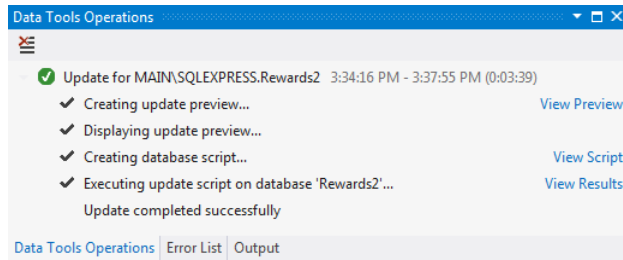 Data Tools Operations
Update for MAIN\SQLEXPRESS.Rewards2 3:34:16 PM - 3:37:55 PM (0:03:39)
Creating update preview... View Preview
Displaying update preview...
Creating database script... View Script
Executing update script on database 'Rewards2'... View Results
Update completed successfully
Data Tools Operations Error List Output